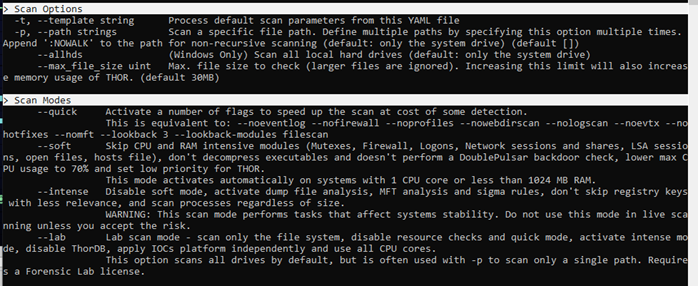 > Scan Options
-t, --template string Process default scan parameters from this YAML file
-p, --path strings Scan a specific file path. Define multiple paths by specifying this option multiple times.
Append ':NOWALK' to the path for non-recursive scanning (default: only the system drive) (default [])
--allhds (Windows Only) Scan all local hard drives (default: only the system drive)
--max_file_size uint Max. file size to check (larger files are ignored). Increasing this limit will also increas
e memory usage of THOR. (default 30MB)
> Scan Modes
--quick Activate a number of flags to speed up the scan at cost of some detection.
This is equivalent to: --noeventlog --nofirewall --noprofiles --nowebdirscan --nologscan --noevtx --no
hotfixes --nomft --lookback 3 --lookback-modules filescan
--soft Skip CPU and RAM intensive modules (Mutexes, Firewall, Logons, Network sessions and shares, LSA sessio
ns, open files, hosts file), don't decompress executables and doesn't perform a DoublePulsar backdoor check, lower max C
PU usage to 70% and set low priority for THOR.
This mode activates automatically on systems with 1 CPU core or less than 1024 MB RAM.
--intense Disable soft mode, activate dump file analysis, MFT analysis and sigma rules, don't skip registry keys
with less relevance, and scan processes regardless of size.
WARNING: This scan mode performs tasks that affect systems stability. Do not use this mode in live sca
nning unless you accept the risk.
--lab Lab scan mode - scan only the file system, disable resource checks and quick mode, activate intense mo
de, disable ThorDB, apply IOCs platform independently and use all CPU cores.
This option scans all drives by default, but is often used with -p to scan only a single path. Require
s a Forensic Lab license.